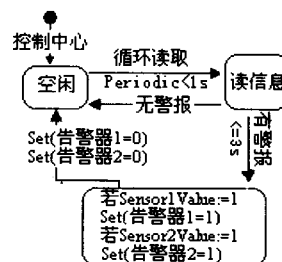 控制中心
循环读取
空闲
Periodic<1s
读信息
无警报
有警报
<=3s
Set(告警器1=0)
Set(告警器2=0)
若Sensor1Value:=1
Set(告警器1=1)
若Sensor2Value:=1
Set(告警器2=1)